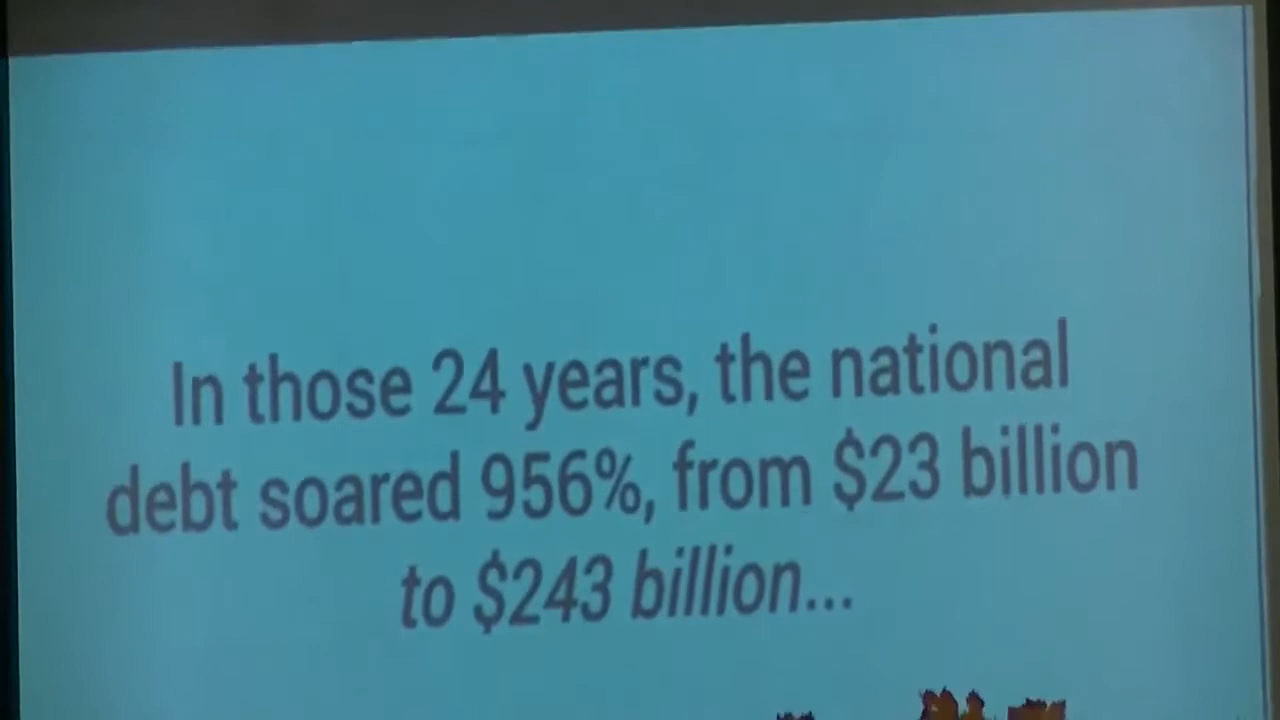 In those 24 years, the national
debt soared 956%, from $23 billion
to $243 billion...